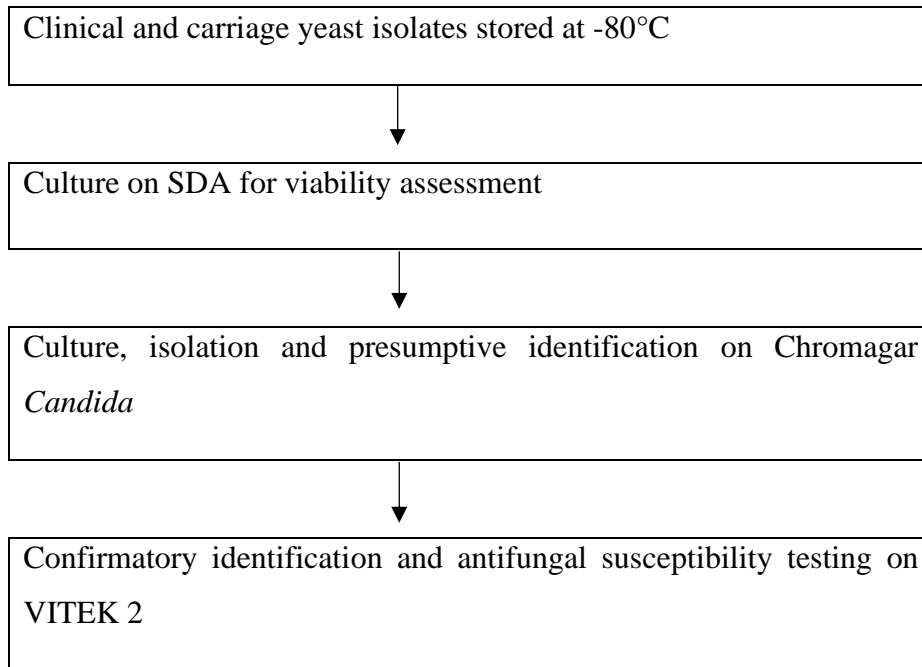 Clinical and carriage yeast isolates stored at -80°C
Culture on SDA for viability assessment
Culture, isolation and presumptive identification on Chromagar
Candida
Confirmatory identification and antifungal susceptibility testing on
VITEK 2